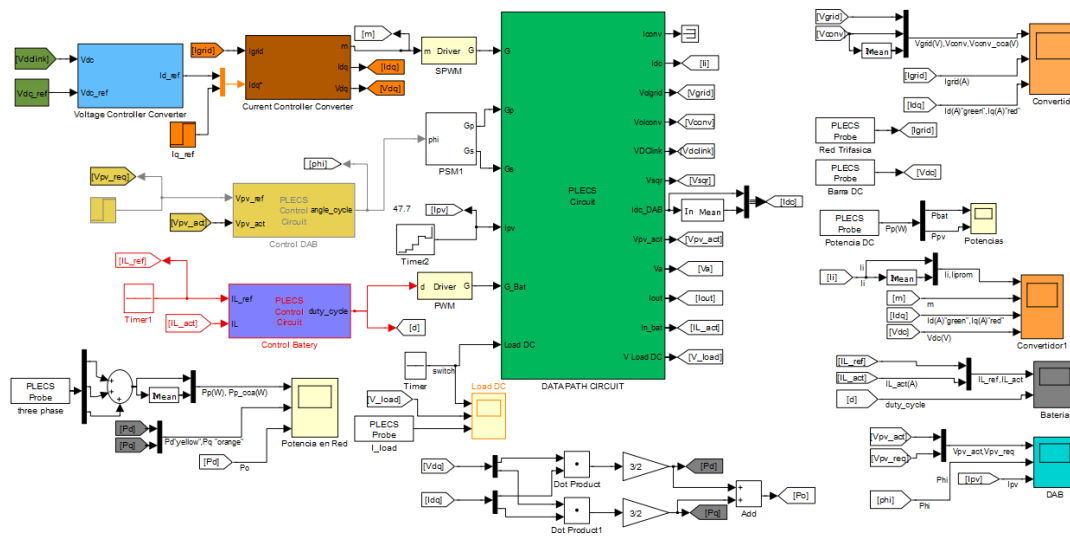 [Vdclink]
Vdc
Id_ref
Vdc_ref
Vdc_ref
Voltage Controller Converter
Iq_ref
[Igrid]
Igrid
m
Idq
Idq*
Vdq
Current Controller Converter
[m]
[Idq]
[Vdq]
m Driver G
SPWM
[phi]
phi
Gp
Gs
PSM1
[Vpv_req]
[Vpv_act]
Vpv_ref
Vpv_act
PLECS
Control
Circuit
angle_cycle
Control DAB
47.7
[Ipv]
Timer2
[IL_ref]
Timer1
[IL_act]
IL_ref
IL
PLECS
Control
Circuit
duty_cycle
Control Batery
d Driver G
PWM
[d]
Timer
switch
G
Gp
Gs
Ipv
G_Bat
Load DC
PLECS
Circuit
DATAPATH CIRCUIT
Iconv
Idc
Volgrid
Volconv
VDClink
Vsqr
Idc_DAB
Vpv_act
Va
Iout
In_bat
V Load DC
[Ii]
[Vgrid]
[Vconv]
[Vdclink]
[Vsqr]
In Mean
[Idc]
[Vpv_act]
[Va]
[Iout]
[IL_act]
[V_load]
PLECS
Probe
three phase
+
+
+
Mean
Pp(W), Pp_cca(W)
[Pd]
[Pq]
Pd"yellow",Pq "orange"
[Pd]
Po
Potencia en Red
[V_load]
PLECS
Probe
I_load
Load DC
[Vdq]
[Idq]
Dot Product
Dot Product1
3/2
3/2
[Pd]
[Pq]
+
+
Add
[Po]
[Vgrid]
[Vconv]
Mean
Vgrid(V),Vconv,Vconv_cca(V)
[Igrid]
Igrid(A)
[Idq]
Id(A)"green",Iq(A)"red"
Convertid
PLECS
Probe
Red Trifasica
[Igrid]
PLECS
Probe
Barra DC
[Vdc]
PLECS
Probe
Potencia DC
Pp(W)
Pbat
Ppv
Potencias
[Ii]
Ii
Ii
Mean
Ii,Iiprom
[m]
m
[Idq]
Id(A)"green",Iq(A)"red"
[Vdc]
Vdc(V)
Convertidor1
[IL_ref]
[IL_act]
IL_act(A)
IL_ref,IL_act
[d]
duty_cycle
Bateria
[Vpv_act]
[Vpv_req]
Vpv_act,Vpv_req
Phi
[Ipv]
Ipv
[phi]
Phi
DAB